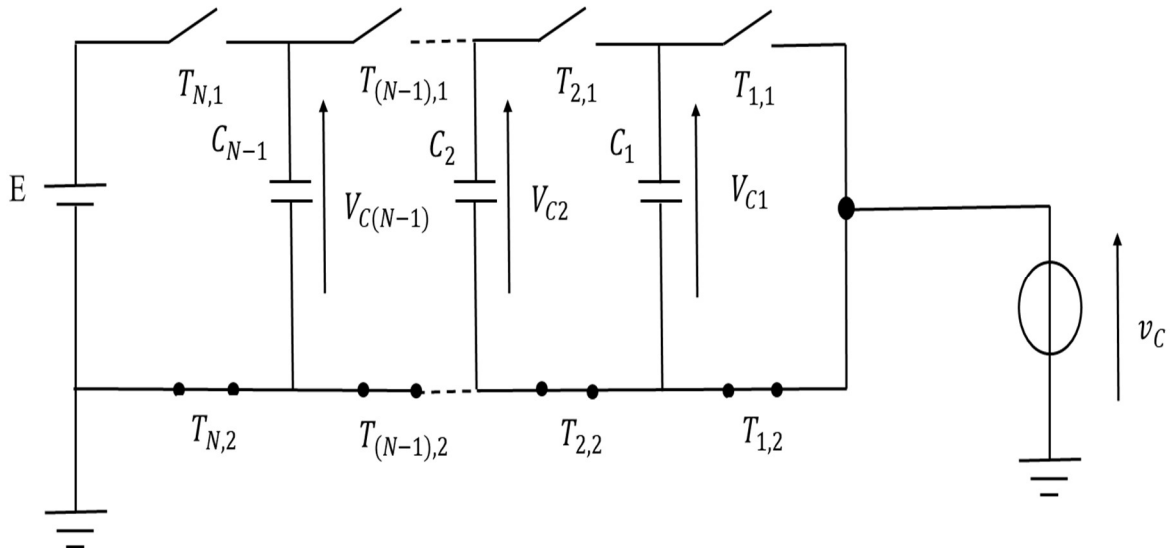 T_{N,1}
T_{(N−1),1}
T_{2,1}
T_{1,1}
C_{N−1}
C_2
C_1
E
V_{C(N−1)}
V_{C2}
V_{C1}
v_C
T_{N,2}
T_{(N−1),2}
T_{2,2}
T_{1,2}